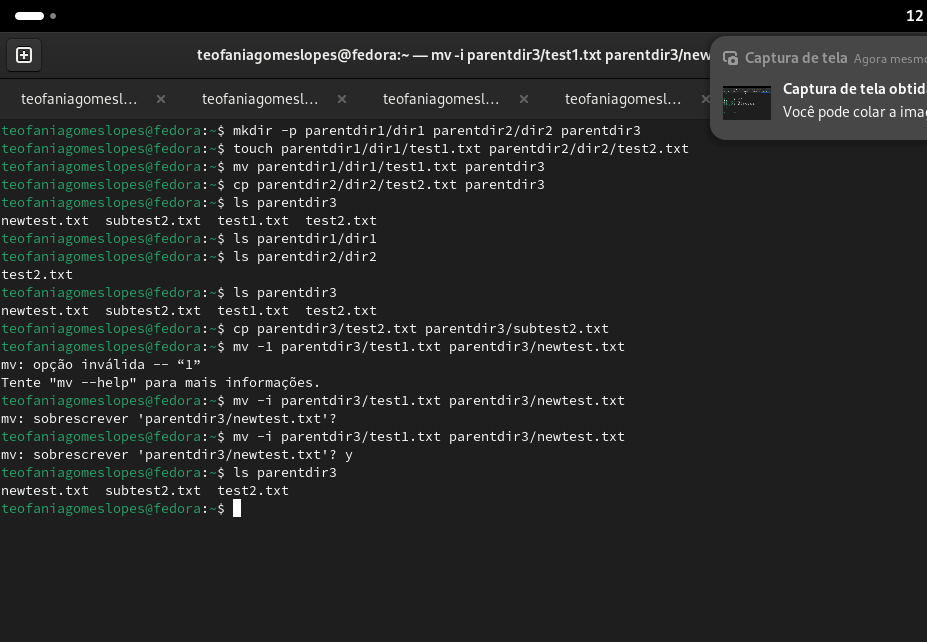 12
teofaniagomeslopes@fedora:~ — mv -i parentdir3/test1.txt parentdir3/new
Captura de tela Agora mesmo
Captura de tela obtida
Você pode colar a ima
teofaniagomesl... × teofaniagomesl... × teofaniagomesl... × teofaniagomesl... ×
teofaniagomeslopes@fedora:~$ mkdir -p parentdir1/dir1 parentdir2/dir2 parentdir3
teofaniagomeslopes@fedora:~$ touch parentdir1/dir1/test1.txt parentdir2/dir2/test2.txt
teofaniagomeslopes@fedora:~$ mv parentdir1/dir1/test1.txt parentdir3
teofaniagomeslopes@fedora:~$ cp parentdir2/dir2/test2.txt parentdir3
teofaniagomeslopes@fedora:~$ ls parentdir3
newtest.txt  subtest2.txt  test1.txt  test2.txt
teofaniagomeslopes@fedora:~$ ls parentdir1/dir1
teofaniagomeslopes@fedora:~$ ls parentdir2/dir2
test2.txt
teofaniagomeslopes@fedora:~$ ls parentdir3
newtest.txt  subtest2.txt  test1.txt  test2.txt
teofaniagomeslopes@fedora:~$ cp parentdir3/test2.txt parentdir3/subtest2.txt
teofaniagomeslopes@fedora:~$ mv -1 parentdir3/test1.txt parentdir3/newtest.txt
mv: opção inválida -- “1”
Tente "mv --help" para mais informações.
teofaniagomeslopes@fedora:~$ mv -i parentdir3/test1.txt parentdir3/newtest.txt
mv: sobrescrever 'parentdir3/newtest.txt'?
teofaniagomeslopes@fedora:~$ mv -i parentdir3/test1.txt parentdir3/newtest.txt
mv: sobrescrever 'parentdir3/newtest.txt'? y
teofaniagomeslopes@fedora:~$ ls parentdir3
newtest.txt  subtest2.txt  test2.txt
teofaniagomeslopes@fedora:~$